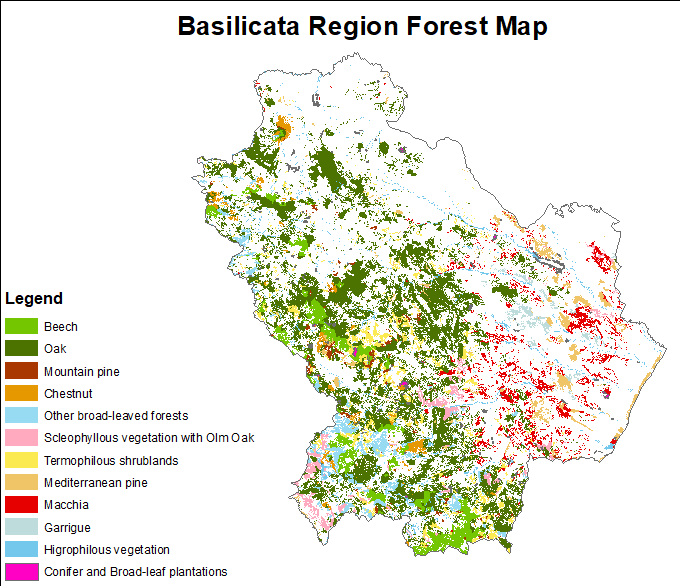 Basilicata Region Forest Map
Legend
Beech
Oak
Mountain pine
Chestnut
Other broad-leaved forests
Scleophyllous vegetation with Olm Oak
Termophilous shrublands
Mediterranean pine
Macchia
Garrigue
Higrophilous vegetation
Conifer and Broad-leaf plantations